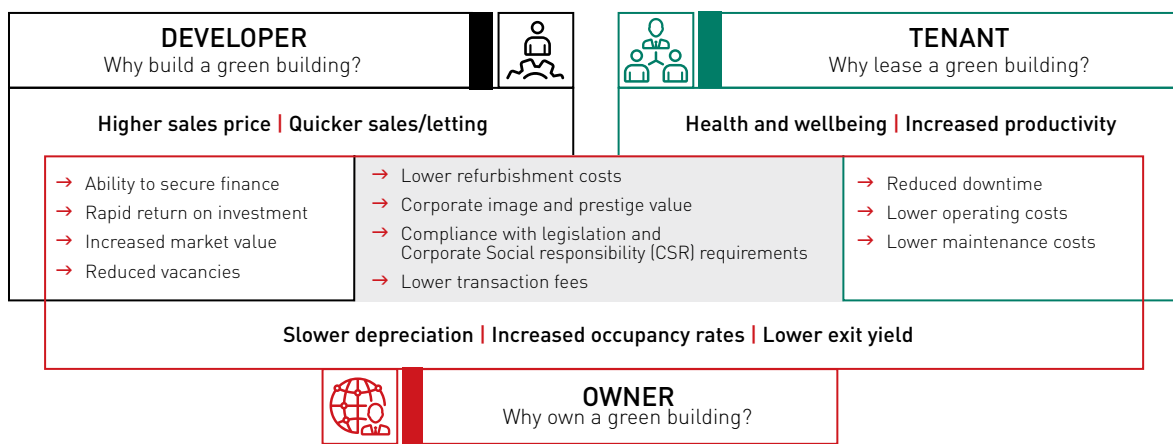 DEVELOPER
Why build a green building?
TENANT
Why lease a green building?
Higher sales price | Quicker sales/letting
Health and wellbeing | Increased productivity
→ Ability to secure finance
→ Rapid return on investment
→ Increased market value
→ Reduced vacancies
→ Lower refurbishment costs
→ Corporate image and prestige value
→ Compliance with legislation and
Corporate Social responsibility (CSR) requirements
→ Lower transaction fees
→ Reduced downtime
→ Lower operating costs
→ Lower maintenance costs
Slower depreciation | Increased occupancy rates | Lower exit yield
OWNER
Why own a green building?